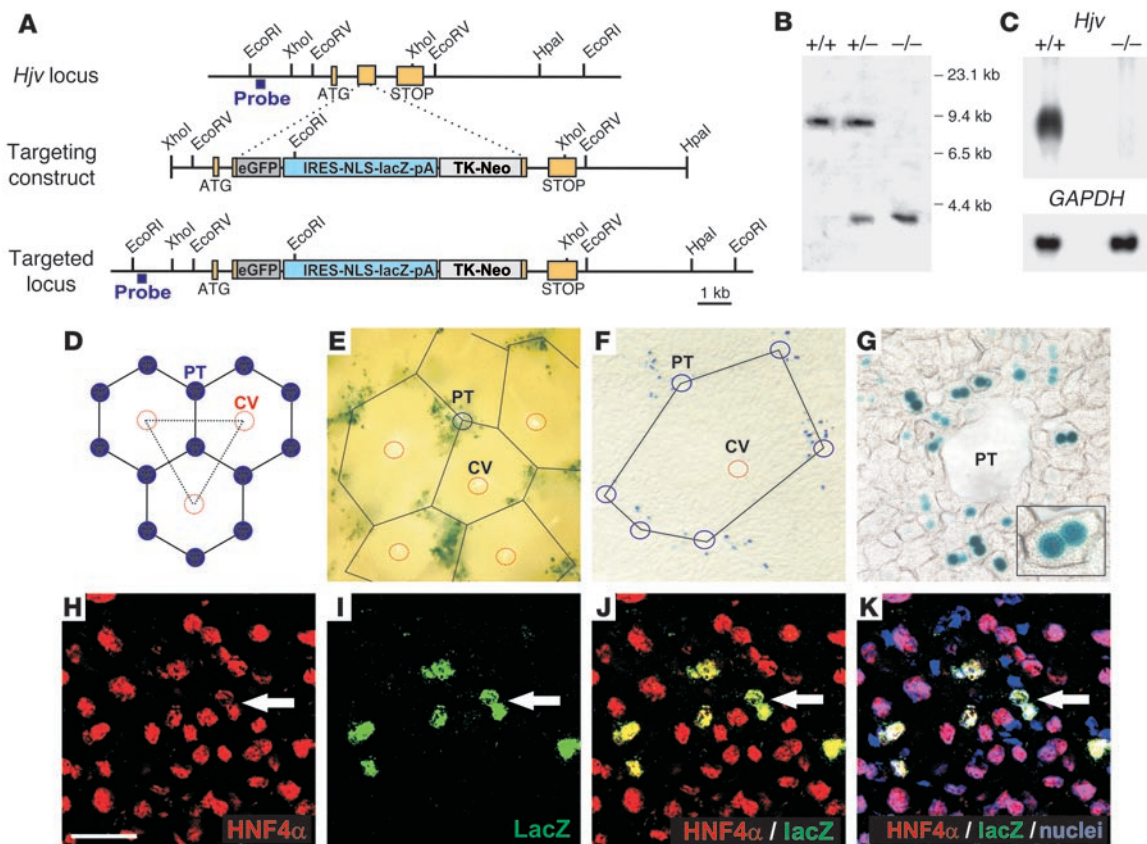 A
EcoRI XhoI EcoRV XhoI EcoRV HpaI EcoRI
Hjv locus
Probe
ATG STOP
XhoI EcoRV EcoRI XhoI EcoRV HpaI
Targeting construct
eGFP IRES-NLS-lacZ-pA TK-Neo
ATG STOP
EcoRI XhoI EcoRV EcoRI XhoI EcoRV HpaI EcoRI
Targeted locus
eGFP IRES-NLS-lacZ-pA TK-Neo
Probe
ATG STOP
1 kb
B
+/+ +/– –/–
23.1 kb
9.4 kb
6.5 kb
4.4 kb
C
Hjv
+/+ –/–
GAPDH
D
PT
CV
E
PT
CV
F
PT
CV
G
PT
H
HNF4α
I
LacZ
J
HNF4α / lacZ
K
HNF4α / lacZ / nuclei